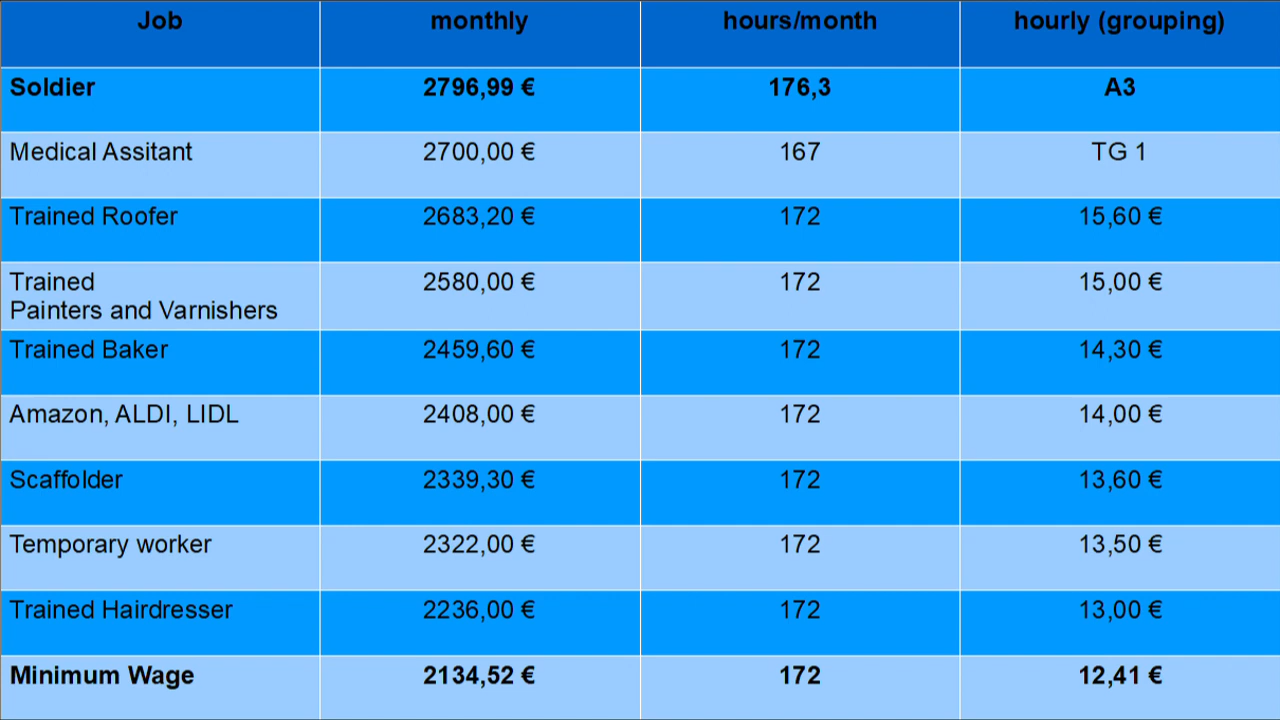 Job monthly hours/month hourly (grouping)
Soldier 2796,99 € 176,3 A3
Medical Assitant 2700,00 € 167 TG 1
Trained Roofer 2683,20 € 172 15,60 €
Trained 2580,00 € 172 15,00 €
Painters and Varnishers
Trained Baker 2459,60 € 172 14,30 €
Amazon, ALDI, LIDL 2408,00 € 172 14,00 €
Scaffolder 2339,30 € 172 13,60 €
Temporary worker 2322,00 € 172 13,50 €
Trained Hairdresser 2236,00 € 172 13,00 €
Minimum Wage 2134,52 € 172 12,41 €